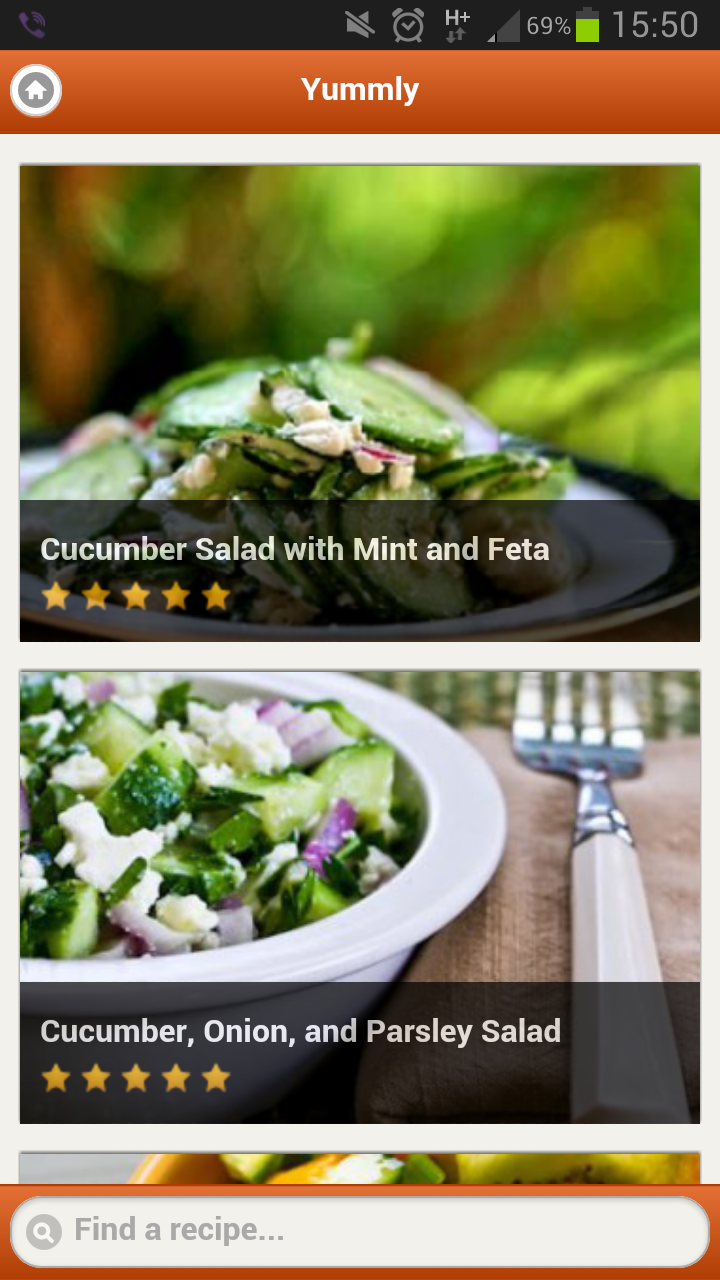 H+ 69% 15:50
Yummly
Cucumber Salad with Mint and Feta
Cucumber, Onion, and Parsley Salad
Find a recipe...